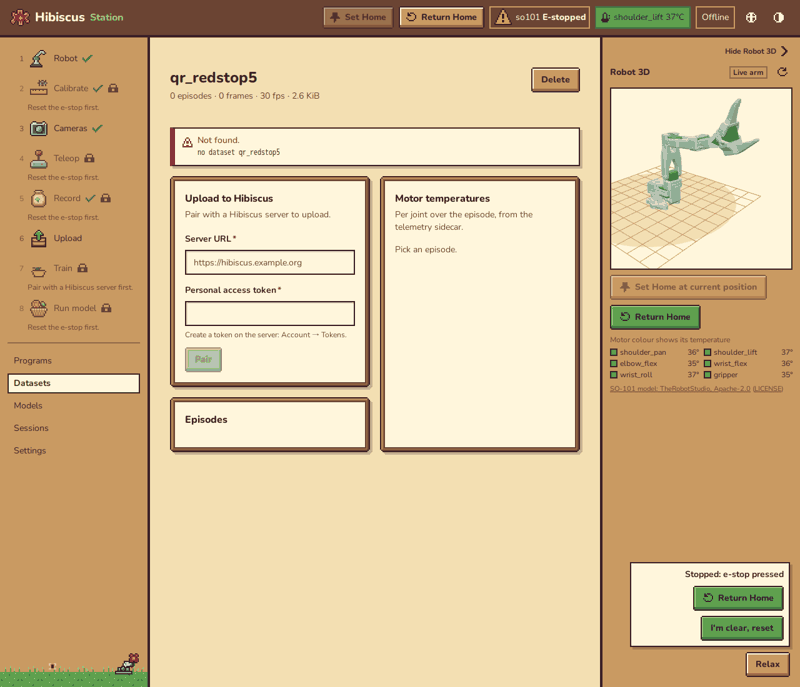 Hibiscus Station
Set Home
Return Home
so101 E-stopped
shoulder_lift 37°C
Offline
1 Robot
2 Calibrate
Reset the e-stop first.
3 Cameras
4 Teleop
Reset the e-stop first.
5 Record
Reset the e-stop first.
6 Upload
7 Train
Pair with a Hibiscus server first.
8 Run model
Reset the e-stop first.
Programs
Datasets
Models
Sessions
Settings
qr_redstop5
0 episodes · 0 frames · 30 fps · 2.6 KiB
Delete
Not found.
no dataset qr_redstop5
Upload to Hibiscus
Pair with a Hibiscus server to upload.
Server URL *
https://hibiscus.example.org
Personal access token *
Create a token on the server: Account → Tokens.
Pair
Episodes
Motor temperatures
Per joint over the episode, from the
telemetry sidecar.
Pick an episode.
Hide Robot 3D
Robot 3D
Live arm
Set Home at current position
Return Home
Motor colour shows its temperature
shoulder_pan 36° shoulder_lift 37°
elbow_flex 35° wrist_flex 36°
wrist_roll 37° gripper 35°
SO-101 model: TheRobotStudio, Apache-2.0 (LICENSE)
Stopped: e-stop pressed
Return Home
I'm clear, reset
Relax